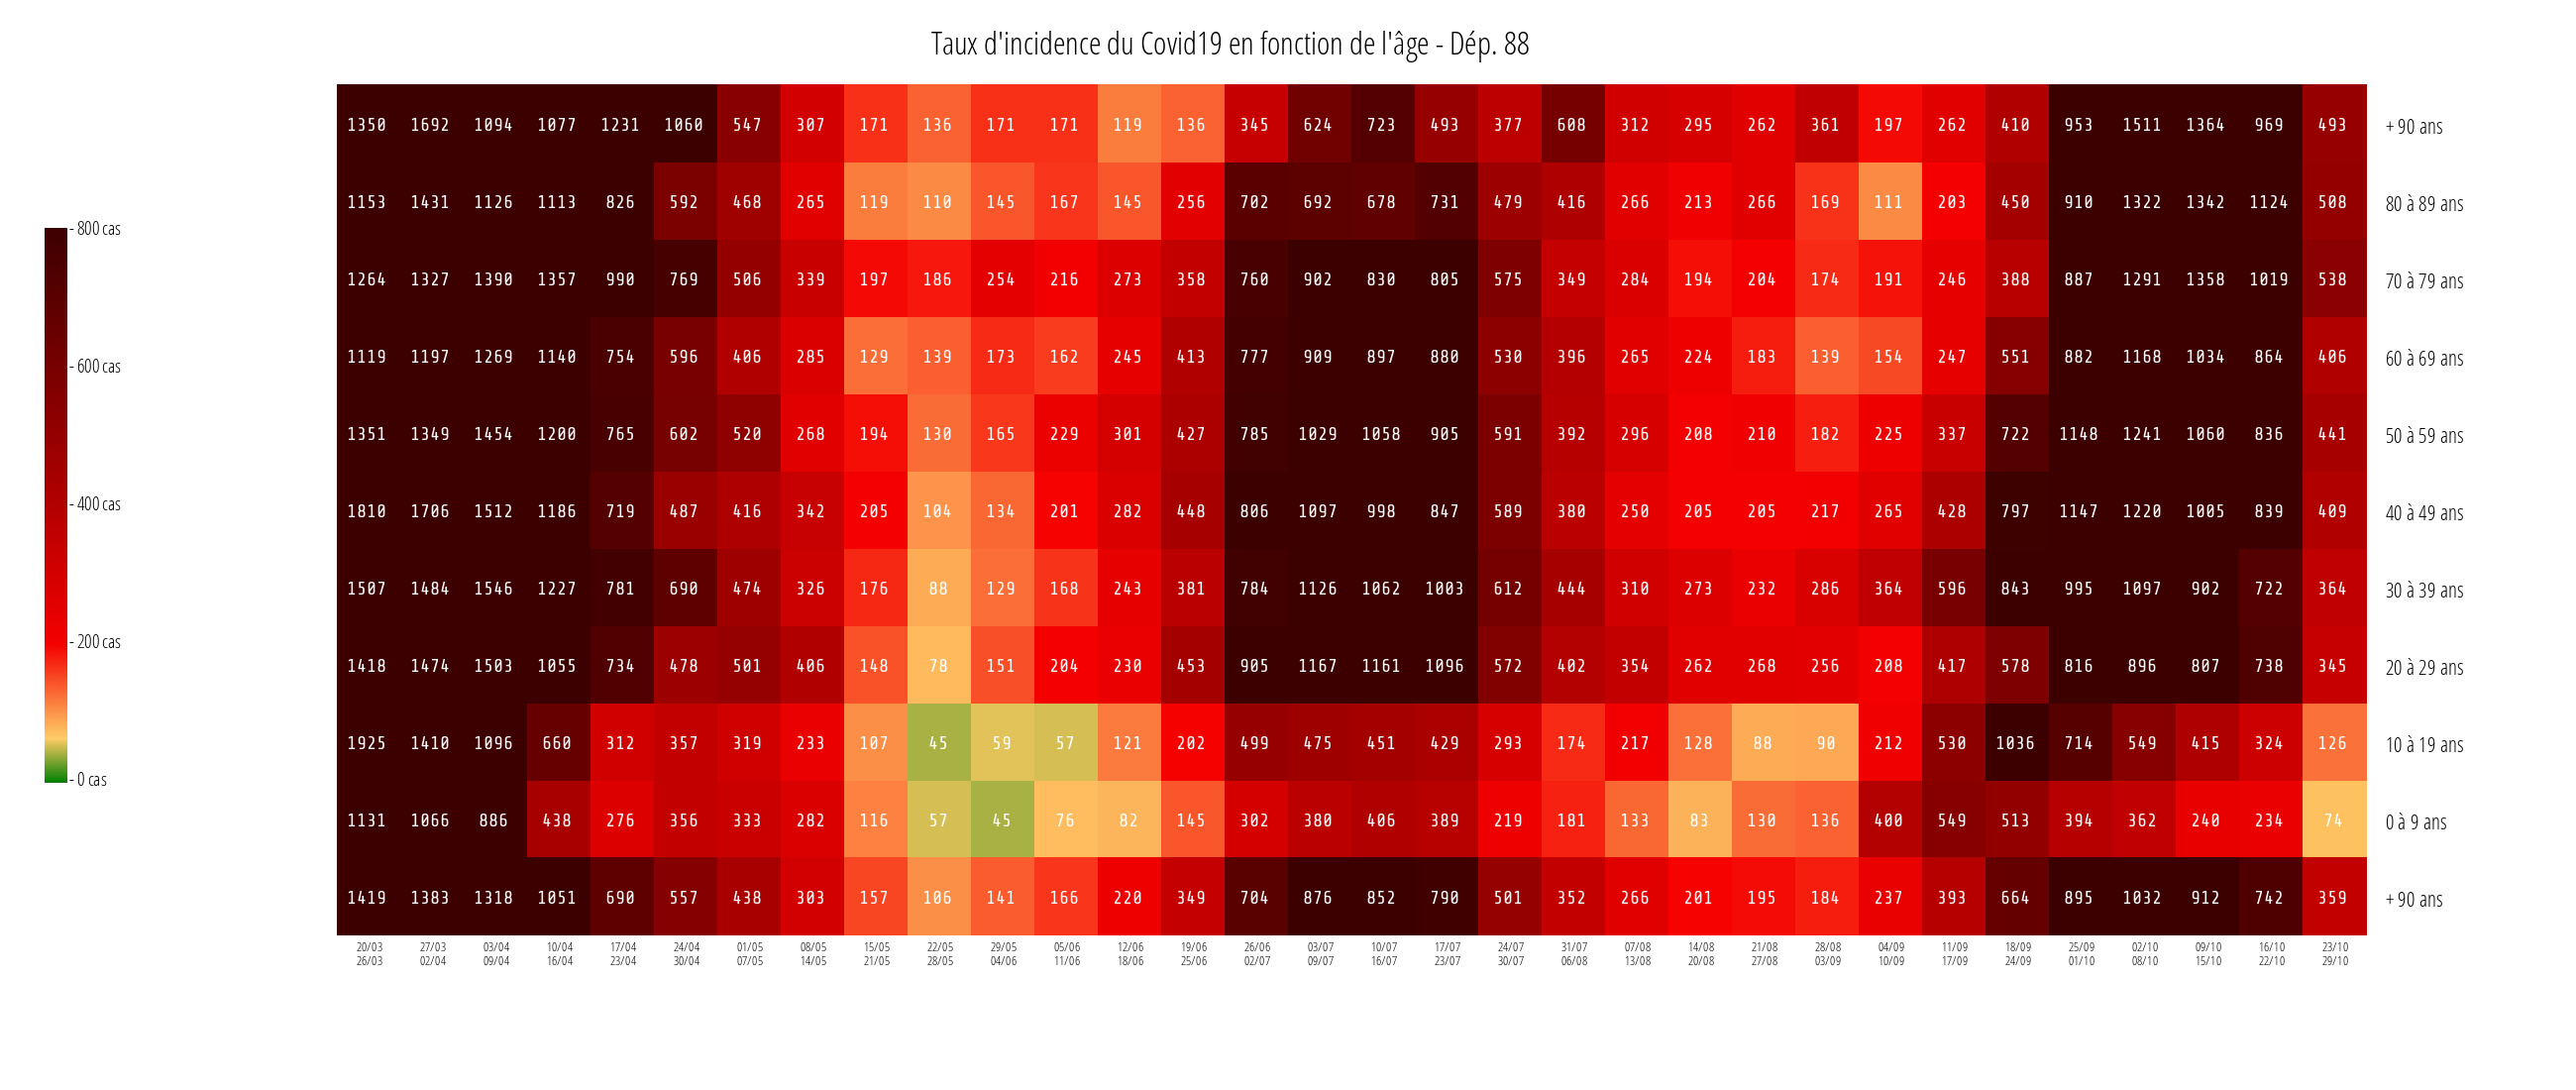 Taux d'incidence du Covid19 en fonction de l'âge - Dép. 88
1350 1692 1094 1077 1231 1060 547 307 171 136 171 171 119 136 345 624 723 493 377 608 312 295 262 361 197 262 410 953 1511 1364 969 493 + 90 ans
1153 1431 1126 1113 826 592 468 265 119 110 145 167 145 256 702 692 678 731 479 416 266 213 266 169 111 203 450 910 1322 1342 1124 508 80 à 89 ans
- 800 cas
1264 1327 1390 1357 990 769 506 339 197 186 254 216 273 358 760 902 830 805 575 349 284 194 204 174 191 246 388 887 1291 1358 1019 538 70 à 79 ans
1119 1197 1269 1140 754 596 406 285 129 139 173 162 245 413 777 909 897 880 530 396 265 224 183 139 154 247 551 882 1168 1034 864 406 60 à 69 ans
- 600 cas
1351 1349 1454 1200 765 602 520 268 194 130 165 229 301 427 785 1029 1058 905 591 392 296 208 210 182 225 337 722 1148 1241 1060 836 441 50 à 59 ans
- 400 cas
1810 1706 1512 1186 719 487 416 342 205 104 134 201 282 448 806 1097 998 847 589 380 250 205 205 217 265 428 797 1147 1220 1005 839 409 40 à 49 ans
1507 1484 1546 1227 781 690 474 326 176 88 129 168 243 381 784 1126 1062 1003 612 444 310 273 232 286 364 596 843 995 1097 902 722 364 30 à 39 ans
- 200 cas
1418 1474 1503 1055 734 478 501 406 148 78 151 204 230 453 905 1167 1161 1096 572 402 354 262 268 256 208 417 578 816 896 807 738 345 20 à 29 ans
1925 1410 1096 660 312 357 319 233 107 45 59 57 121 202 499 475 451 429 293 174 217 128 88 90 212 530 1036 714 549 415 324 126 10 à 19 ans
- 0 cas
1131 1066 886 438 276 356 333 282 116 57 45 76 82 145 302 380 406 389 219 181 133 83 130 136 400 549 513 394 362 240 234 74 0 à 9 ans
1419 1383 1318 1051 690 557 438 303 157 106 141 166 220 349 704 876 852 790 501 352 266 201 195 184 237 393 664 895 1032 912 742 359 + 90 ans
20/03 27/03 03/04 10/04 17/04 24/04 01/05 08/05 15/05 22/05 29/05 05/06 12/06 19/06 26/06 03/07 10/07 17/07 24/07 31/07 07/08 14/08 21/08 28/08 04/09 11/09 18/09 25/09 02/10 09/10 16/10 23/10
26/03 02/04 09/04 16/04 23/04 30/04 07/05 14/05 21/05 28/05 04/06 11/06 18/06 25/06 02/07 09/07 16/07 23/07 30/07 06/08 13/08 20/08 27/08 03/09 10/09 17/09 24/09 01/10 08/10 15/10 22/10 29/10